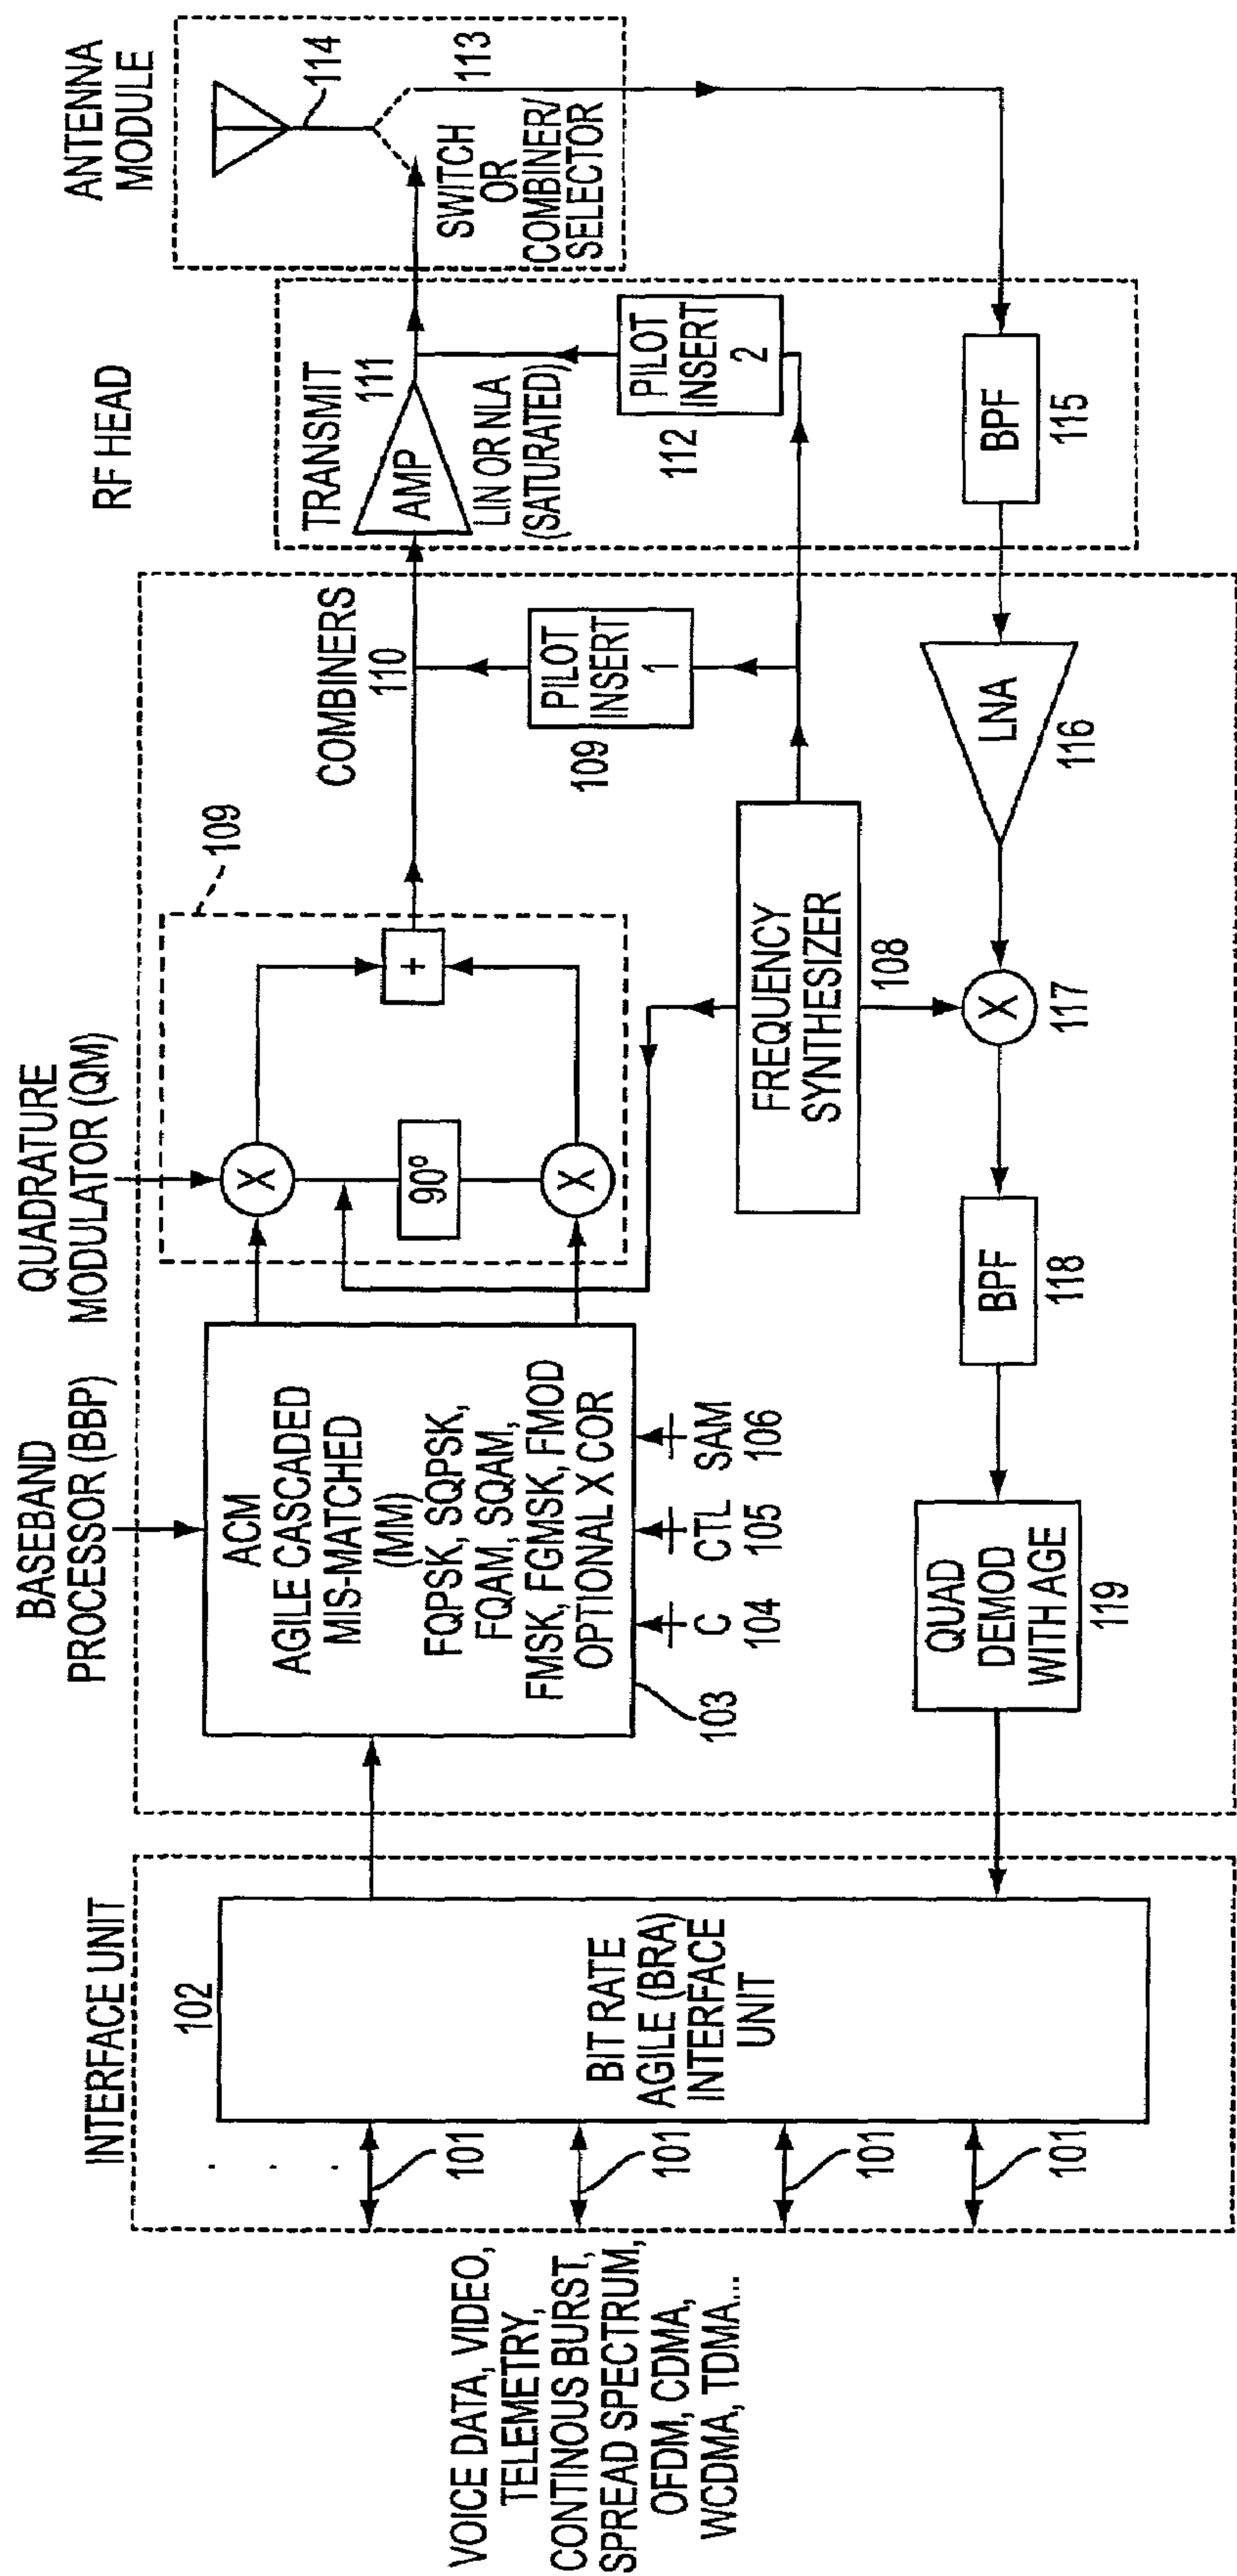 INTERFACE UNIT
BASEBAND
PROCESSOR (BBP)
QUADRATURE
MODULATOR (QM)
RF HEAD
ANTENNA
MODULE
VOICE DATA, VIDEO,
TELEMETRY,
CONTINOUS BURST,
SPREAD SPECTRUM,
OFDM, CDMA,
WCDMA, TDMA...
102
BIT RATE
AGILE (BRA)
INTERFACE
UNIT
101
101
101
101
ACM
AGILE CASCADED
MIS-MATCHED
(MM)
FQPSK, SQPSK,
FQAM, SQAM,
FMSK, FGMSK, FMOD
OPTIONAL X COR
103
C
104
CTL
105
SAM
106
X
90°
X
+
109
COMBINERS
110
PILOT
INSERT
1
109
FREQUENCY
SYNTHESIZER
108
TRANSMIT
AMP
111
LIN OR NLA
(SATURATED)
PILOT
INSERT
2
112
114
113
SWITCH
OR
COMBINER/
SELECTOR
BPF
115
LNA
116
X
117
BPF
118
QUAD
DEMOD
WITH AGE
119